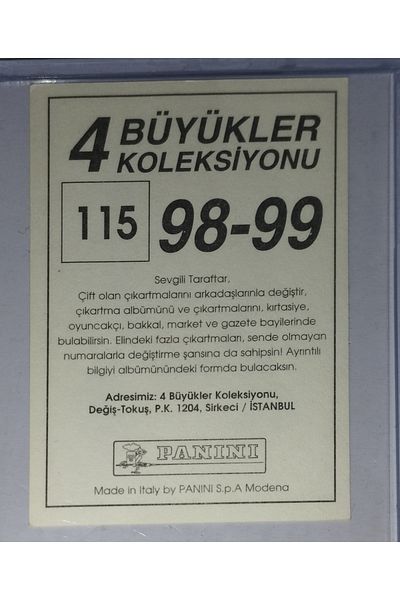 4 BÜYÜKLER
KOLEKSİYONU
115 98-99
Sevgili Taraftar,
Çift olan çıkartmalarını arkadaşlarınla değiştir,
çıkartma albümünü ve çıkartmalarını, kırtasiye,
oyuncakçı, bakkal, market ve gazete bayilerinde
bulabilirsin. Elindeki fazla çıkartmaları, sende olmayan
numaralarla değiştirme şansına da sahipsin! Ayrıntılı
bilgiyi albümünündeki formda bulacaksın.
Adresimiz: 4 Büyükler Koleksiyonu,
Değiş-Tokuş, P.K. 1204, Sirkeci / İSTANBUL
PANINI
Made in Italy by PANINI S.p.A Modena